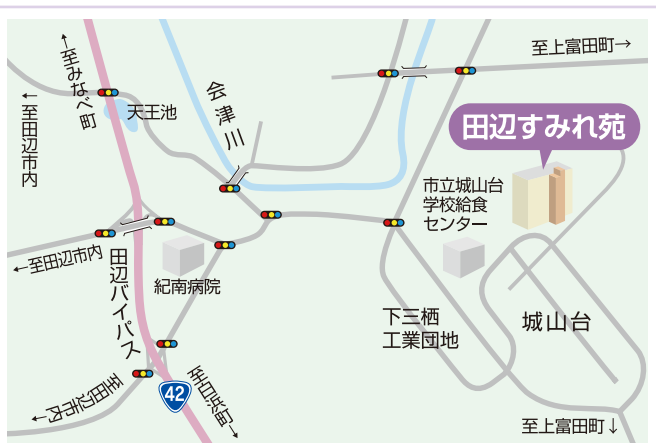 ←至みなべ町
至上富田町→
←至田辺市内
天王池
会津川
田辺すみれ苑
市立城山台
学校給食
センター
←至田辺市内
田辺バイパス
紀南病院
下三栖
工業団地
城山台
42
←至田辺市内
至白浜町→
至上富田町↓